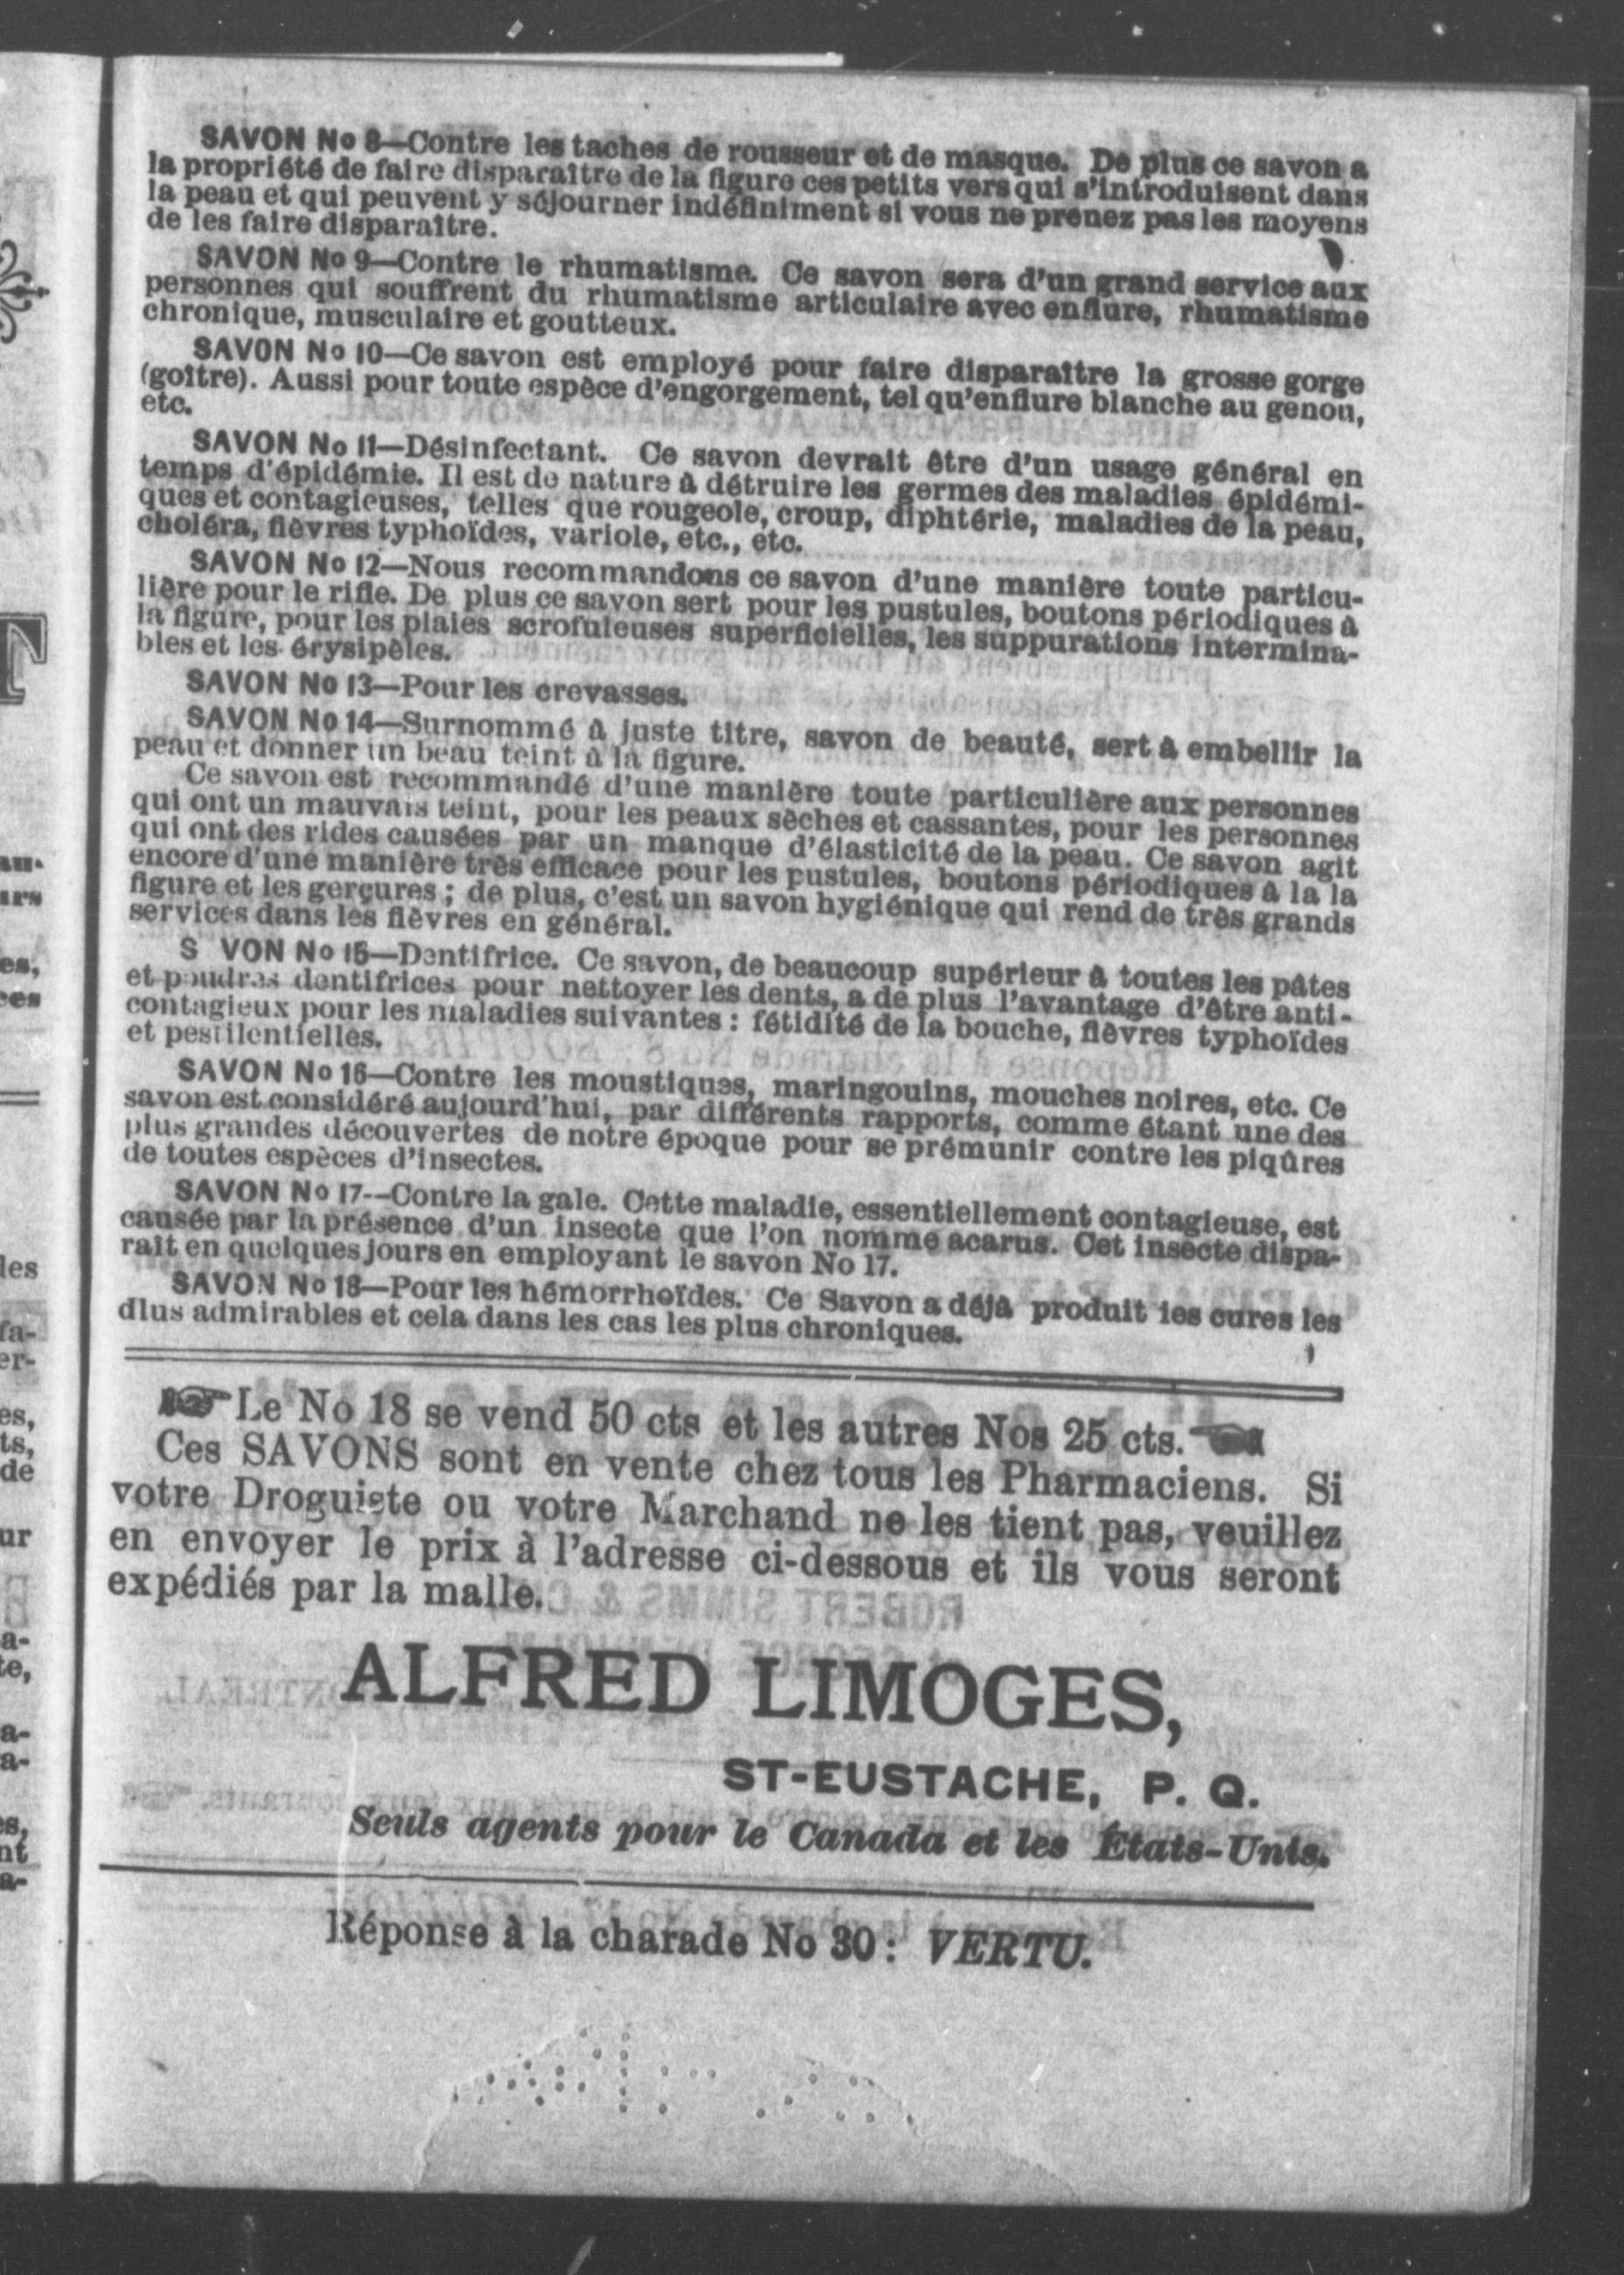 SAVON No 8—Contre les taches de rousseur et de masque. De plus ce savon a
la propriété de faire disparaître de la figure ces petits vers qui s'introduisent dans
la peau et qui peuvent y séjourner indéfiniment si vous ne prenez pas les moyens
de les faire disparaître.
SAVON No 9—Contre le rhumatisme. Ce savon sera d'un grand service aux
personnes qui souffrent du rhumatisme articulaire avec enflure, rhumatisme
chronique, musculaire et goutteux.
SAVON No 10—Ce savon est employé pour faire disparaître la grosse gorge
(goître). Aussi pour toute espèce d'engorgement, tel qu'enflure blanche au genou,
etc.
SAVON No 11—Désinfectant. Ce savon devrait être d'un usage général en
temps d'épidémie. Il est de nature à détruire les germes des maladies épidémi-
ques et contagieuses, telles que rougeole, croup, diphtérie, maladies de la peau,
choléra, fièvres typhoïdes, variole, etc., etc.
SAVON No 12—Nous recommandons ce savon d'une manière toute particu-
lière pour le rifle. De plus ce savon sert pour les pustules, boutons périodiques à
la figure, pour les plaies scrofuleuses superficielles, les suppurations intermina-
bles et les érysipèles.
SAVON No 13—Pour les crevasses.
SAVON No 14—Surnommé à juste titre, savon de beauté, sert à embellir la
peau et donner un beau teint à la figure.
Ce savon est recommandé d'une manière toute particulière aux personnes
qui ont un mauvais teint, pour les peaux sèches et cassantes, pour les personnes
qui ont des rides causées par un manque d'élasticité de la peau. Ce savon agit
encore d'une manière très efficace pour les pustules, boutons périodiques à la la
figure et les gerçures ; de plus, c'est un savon hygiénique qui rend de très grands
services dans les fièvres en général.
S VON No 15—Dentifrice. Ce savon, de beaucoup supérieur à toutes les pâtes
et poudres dentifrices pour nettoyer les dents, a de plus l'avantage d'être anti-
contagieux pour les maladies suivantes : fétidité de la bouche, fièvres typhoïdes
et pestilentielles.
SAVON No 16—Contre les moustiques, maringouins, mouches noires, etc. Ce
savon est considéré aujourd'hui, par différents rapports, comme étant une des
plus grandes découvertes de notre époque pour se prémunir contre les piqûres
de toutes espèces d'insectes.
SAVON No 17--Contre la gale. Cette maladie, essentiellement contagieuse, est
causée par la présence d'un insecte que l'on nomme acarus. Cet insecte dispa-
raît en quelques jours en employant le savon No 17.
SAVON No 18—Pour les hémorrhoïdes. Ce Savon a déjà produit les cures les
dlus admirables et cela dans les cas les plus chroniques.
Le No 18 se vend 50 cts et les autres Nos 25 cts.
Ces SAVONS sont en vente chez tous les Pharmaciens. Si
votre Droguiste ou votre Marchand ne les tient pas, veuillez
en envoyer le prix à l'adresse ci-dessous et ils vous seront
expédiés par la malle.
ALFRED LIMOGES,
ST-EUSTACHE, P. Q.
Seuls agents pour le Canada et les États-Unis.
Réponse à la charade No 30 : VERTU.